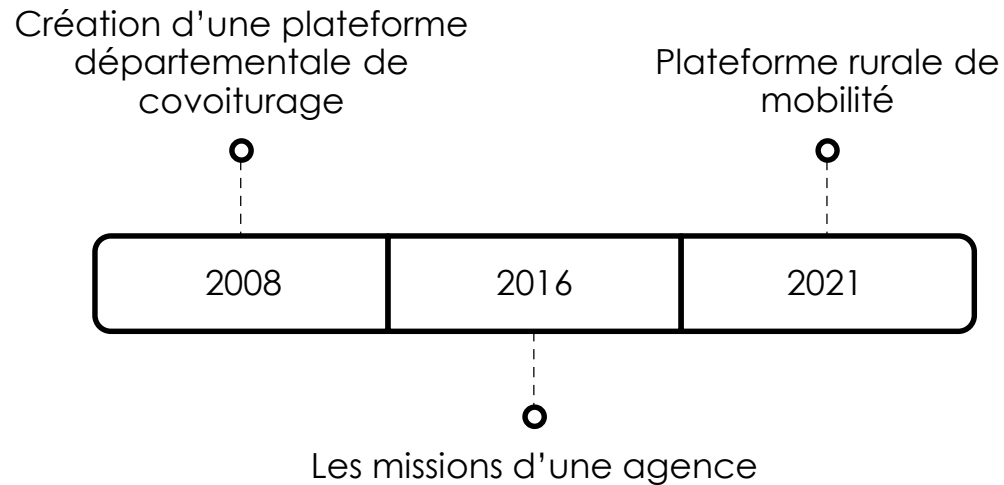 Création d’une plateforme
départementale de
covoiturage
Plateforme rurale de
mobilité
2008
2016
2021
Les missions d’une agence